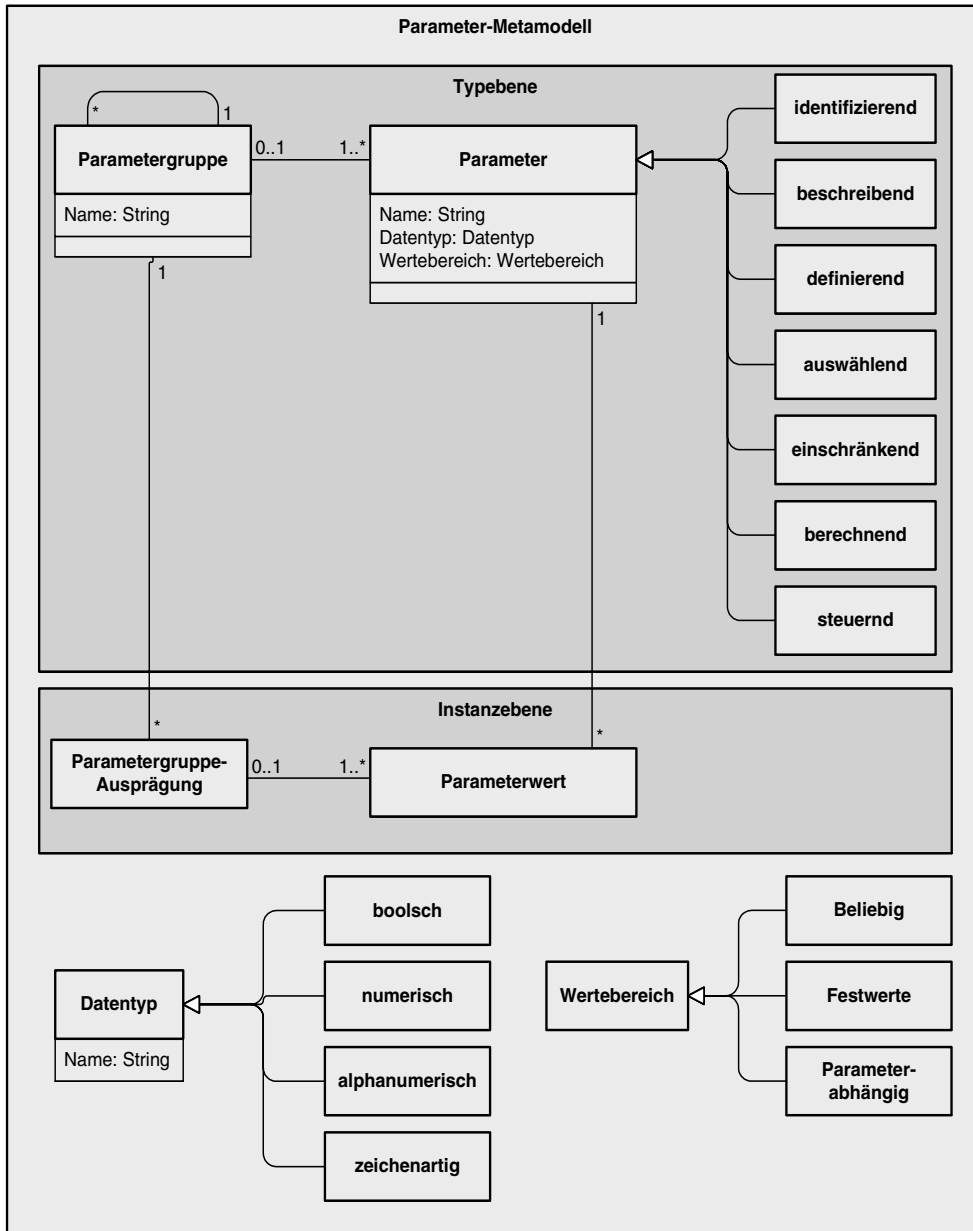 Parameter-Metamodell
Typebene
* 1
Parametergruppe
Name: String
0..1 1..*
Parameter
Name: String
Datentyp: Datentyp
Wertebereich: Wertebereich
1
1
identifizierend
beschreibend
definierend
auswählend
einschränkend
berechnend
steuernd
Instanzebene
*
*
Parametergruppe-
Ausprägung
0..1 1..*
Parameterwert
Datentyp
Name: String
boolsch
numerisch
alphanumerisch
zeichenartig
Wertebereich
Beliebig
Festwerte
Parameter-
abhängig